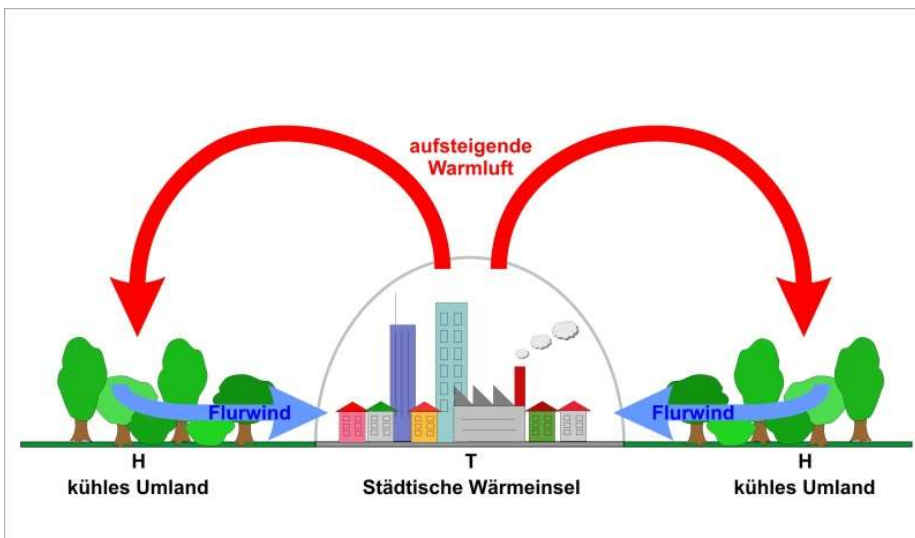 aufsteigende
Warmluft
Flurwind
Flurwind
H
T
H
kühles Umland
Städtische Wärmeinsel
kühles Umland